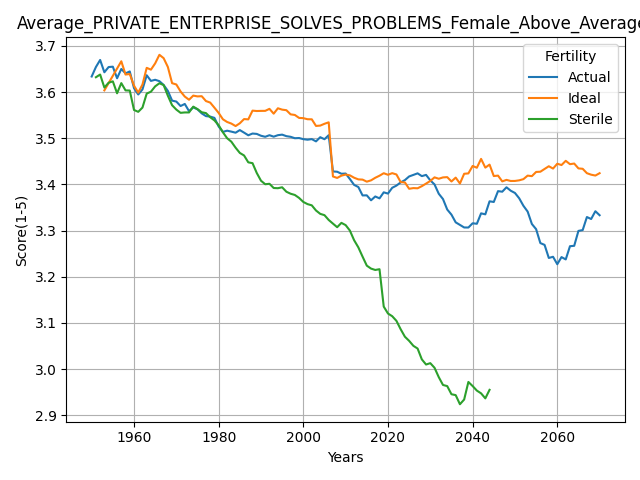 Average_PRIVATE_ENTERPRISE_SOLVES_PROBLEMS_Female_Above_Average
Fertility
Actual
Ideal
Sterile
Score(1-5)
3.7
3.6
3.5
3.4
3.3
3.2
3.1
3.0
2.9
1960
1980
2000
2020
2040
2060
Years